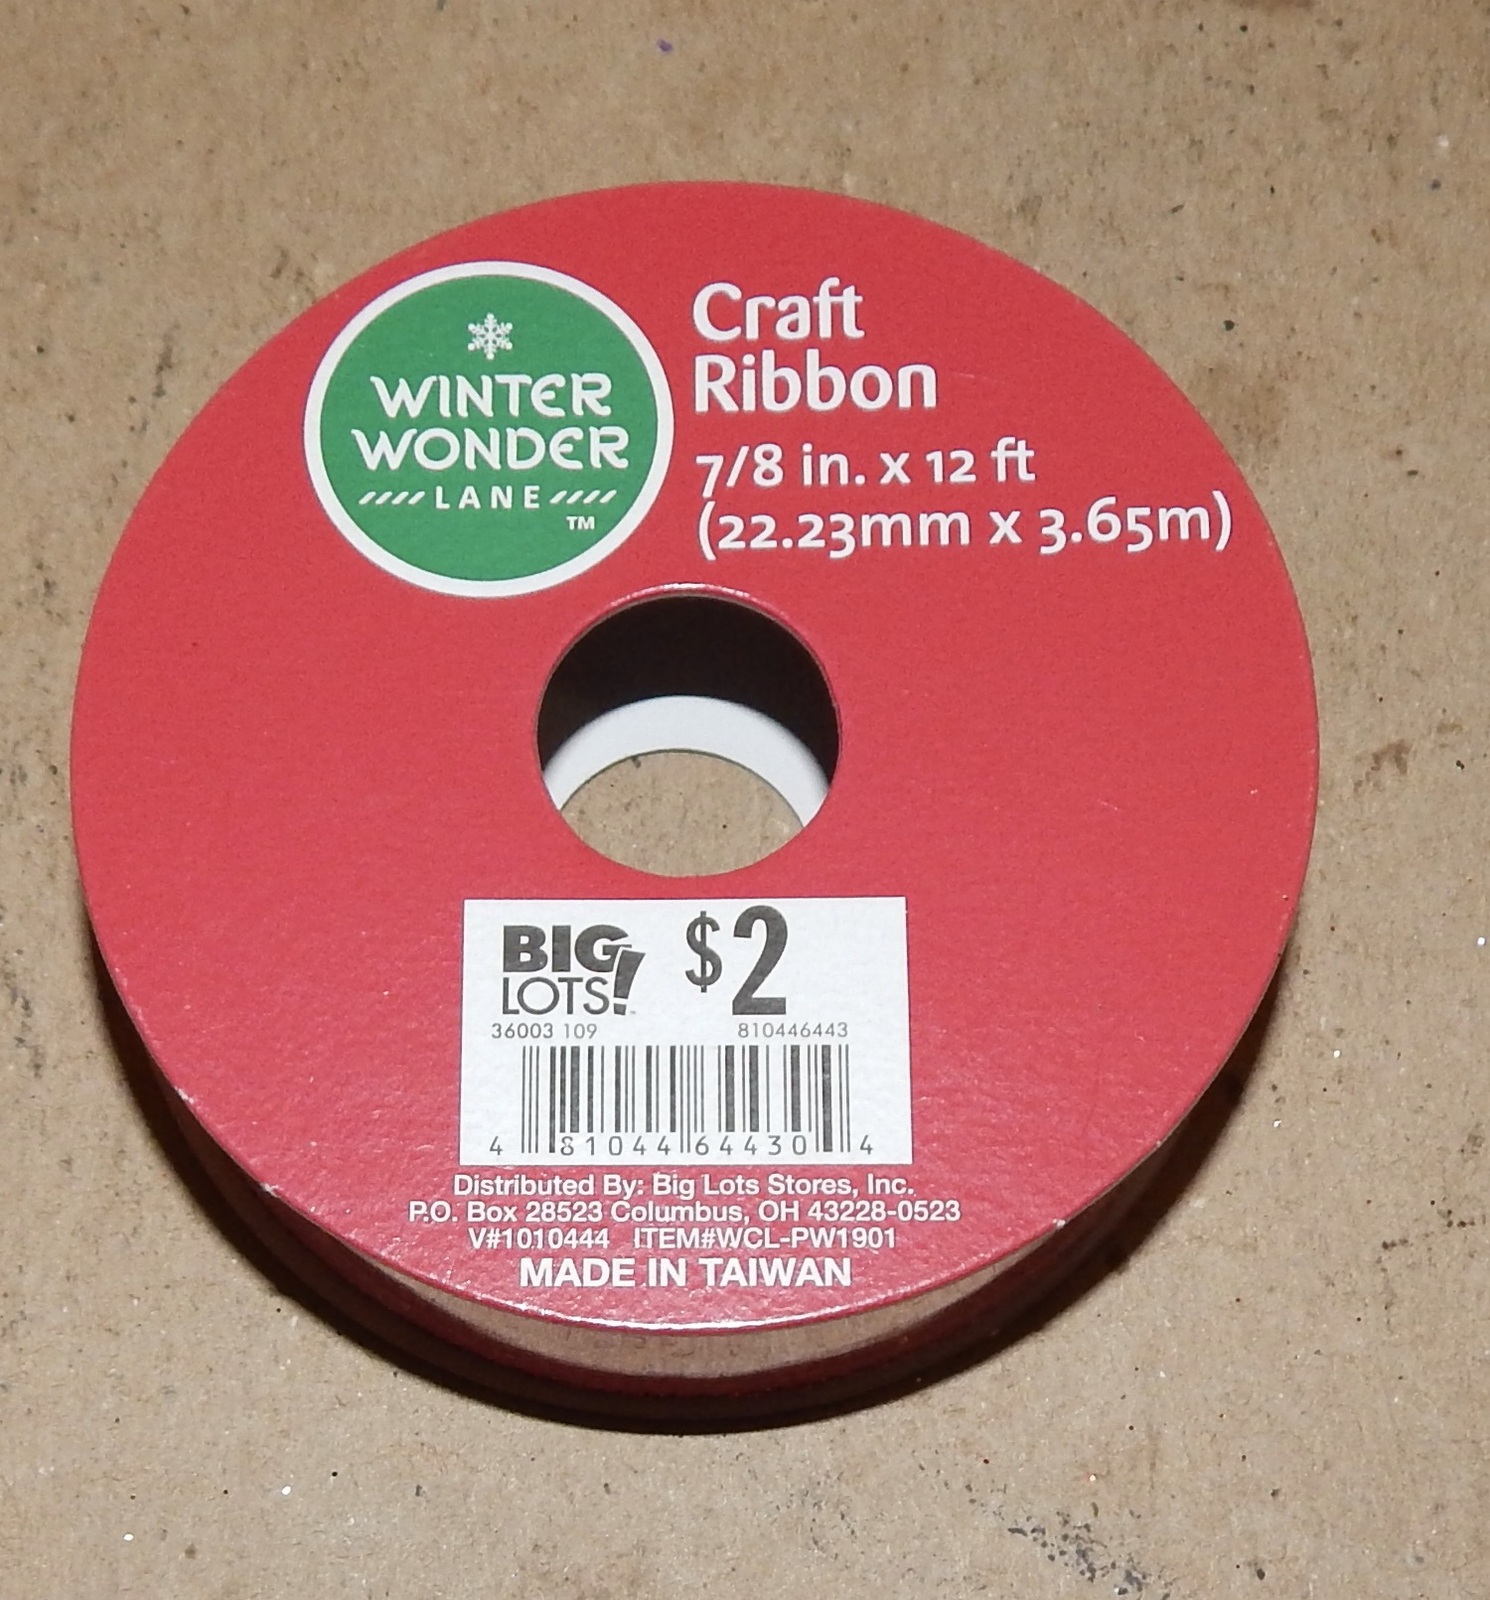 WINTER
WONDER
LANE
TM
Craft
Ribbon
7/8 in. x 12 ft
(22.23mm x 3.65m)
BIG
LOTS!
$2
36003 109 810446443
4 81044 64430 4
Distributed By: Big Lots Stores, Inc.
P.O. Box 28523 Columbus, OH 43228-0523
V#1010444 ITEM#WCL-PW1901
MADE IN TAIWAN